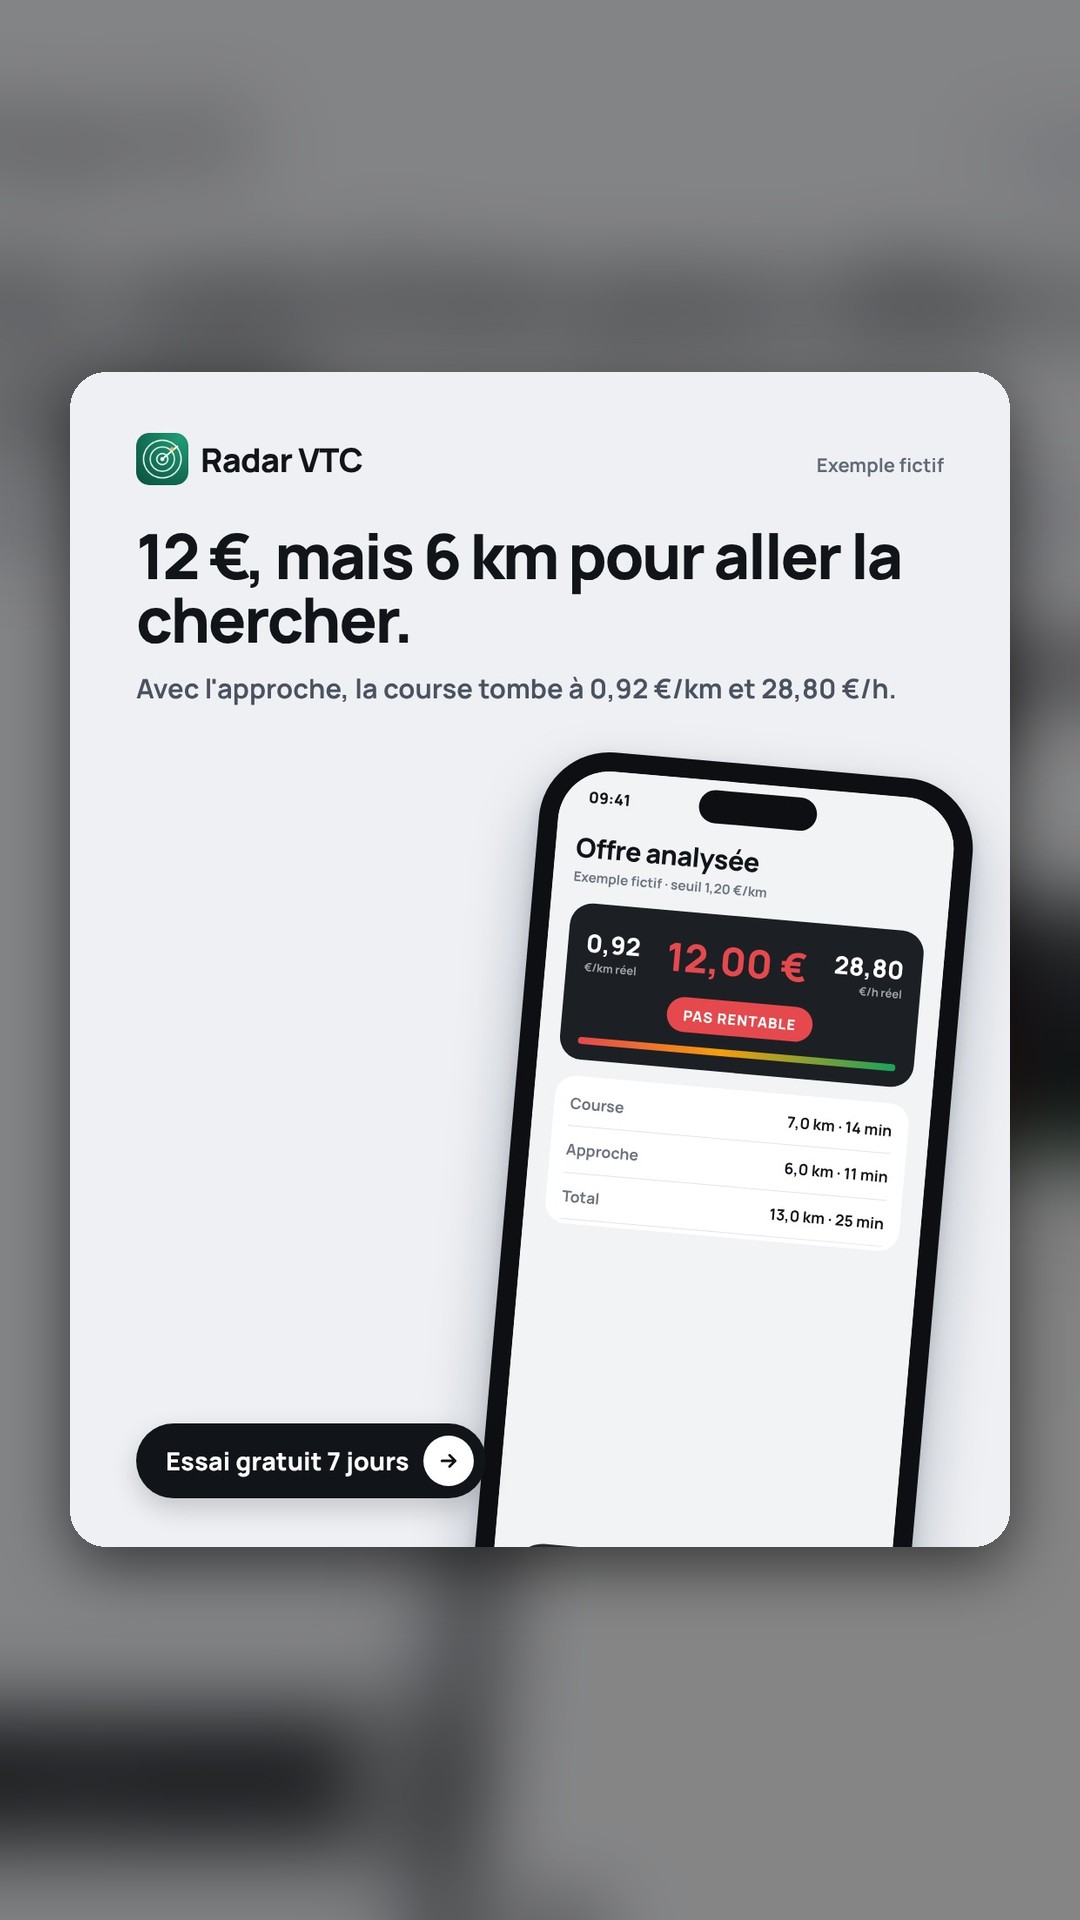 Radar VTC
Exemple fictif
12 €, mais 6 km pour aller la
chercher.
Avec l'approche, la course tombe à 0,92 €/km et 28,80 €/h.
09:41
Offre analysée
Exemple fictif · seuil 1,20 €/km
0,92
€/km réel
12,00 €
28,80
€/h réel
PAS RENTABLE
Course
7,0 km · 14 min
Approche
6,0 km · 11 min
Total
13,0 km · 25 min
Essai gratuit 7 jours